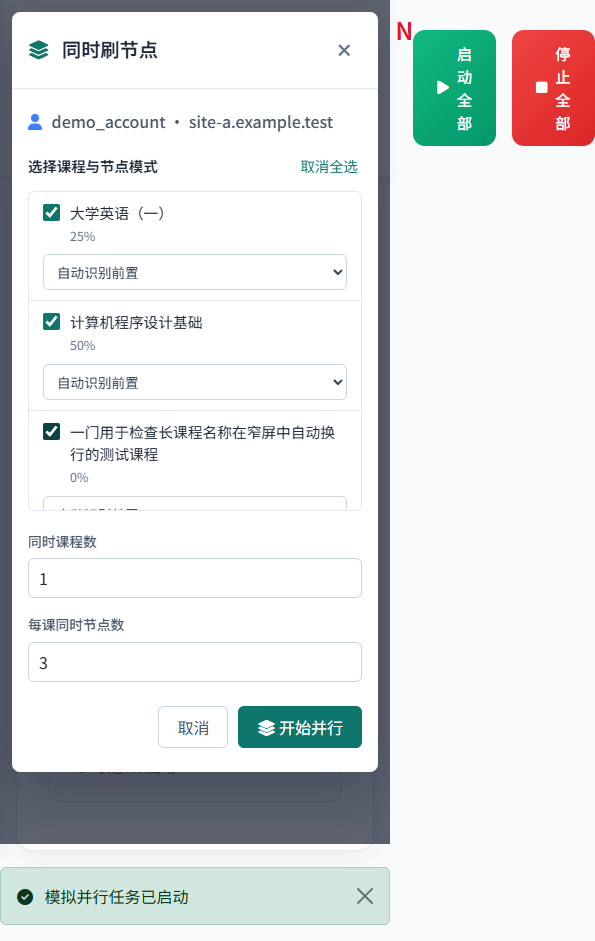 同时刷节点
N
启动全部
停止全部
demo_account • site-a.example.test
选择课程与节点模式
取消全选
大学英语（一）
25%
自动识别前置
计算机程序设计基础
50%
自动识别前置
一门用于检查长课程名称在窄屏中自动换
行的测试课程
0%
同时课程数
1
每课同时节点数
3
取消
开始并行
模拟并行任务已启动